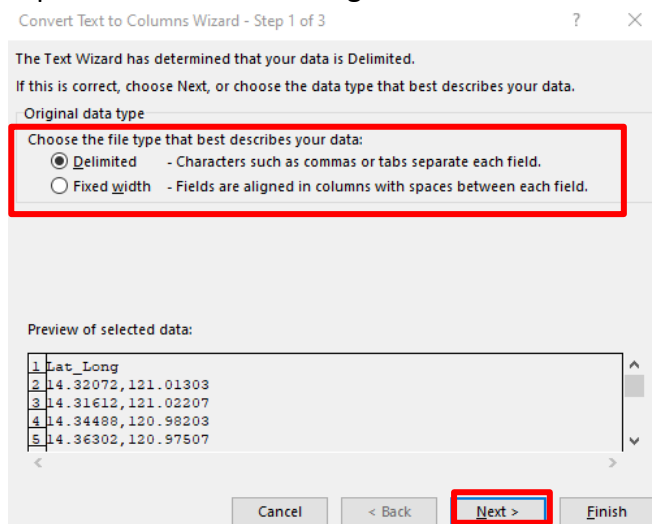 Convert Text to Columns Wizard - Step 1 of 3 ? ×
The Text Wizard has determined that your data is Delimited.
If this is correct, choose Next, or choose the data type that best describes your data.
Original data type
Choose the file type that best describes your data:
Delimited - Characters such as commas or tabs separate each field.
Fixed width - Fields are aligned in columns with spaces between each field.
Preview of selected data:
1 Lat_Long
2 14.32072,121.01303
3 14.31612,121.02207
4 14.34488,120.98203
5 14.36302,120.97507
Cancel < Back Next > Finish